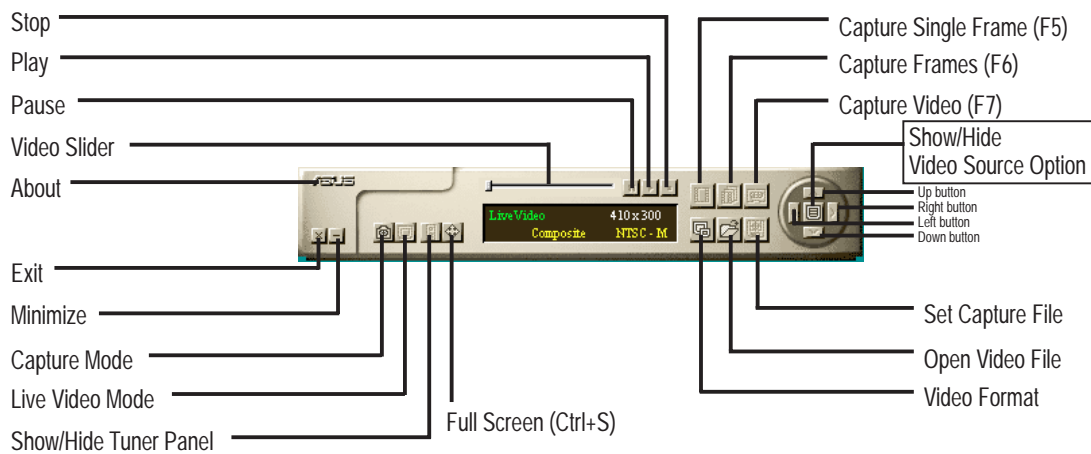 Stop
Play
Pause
Video Slider
About
Exit
Minimize
Capture Mode
Live Video Mode
Show/Hide Tuner Panel
Full Screen (Ctrl+S)
ASUS
LiveVideo 410 x 300
Composite NTSC - M
Capture Single Frame (F5)
Capture Frames (F6)
Capture Video (F7)
Show/Hide
Video Source Option
Up button
Right button
Left button
Down button
Set Capture File
Open Video File
Video Format